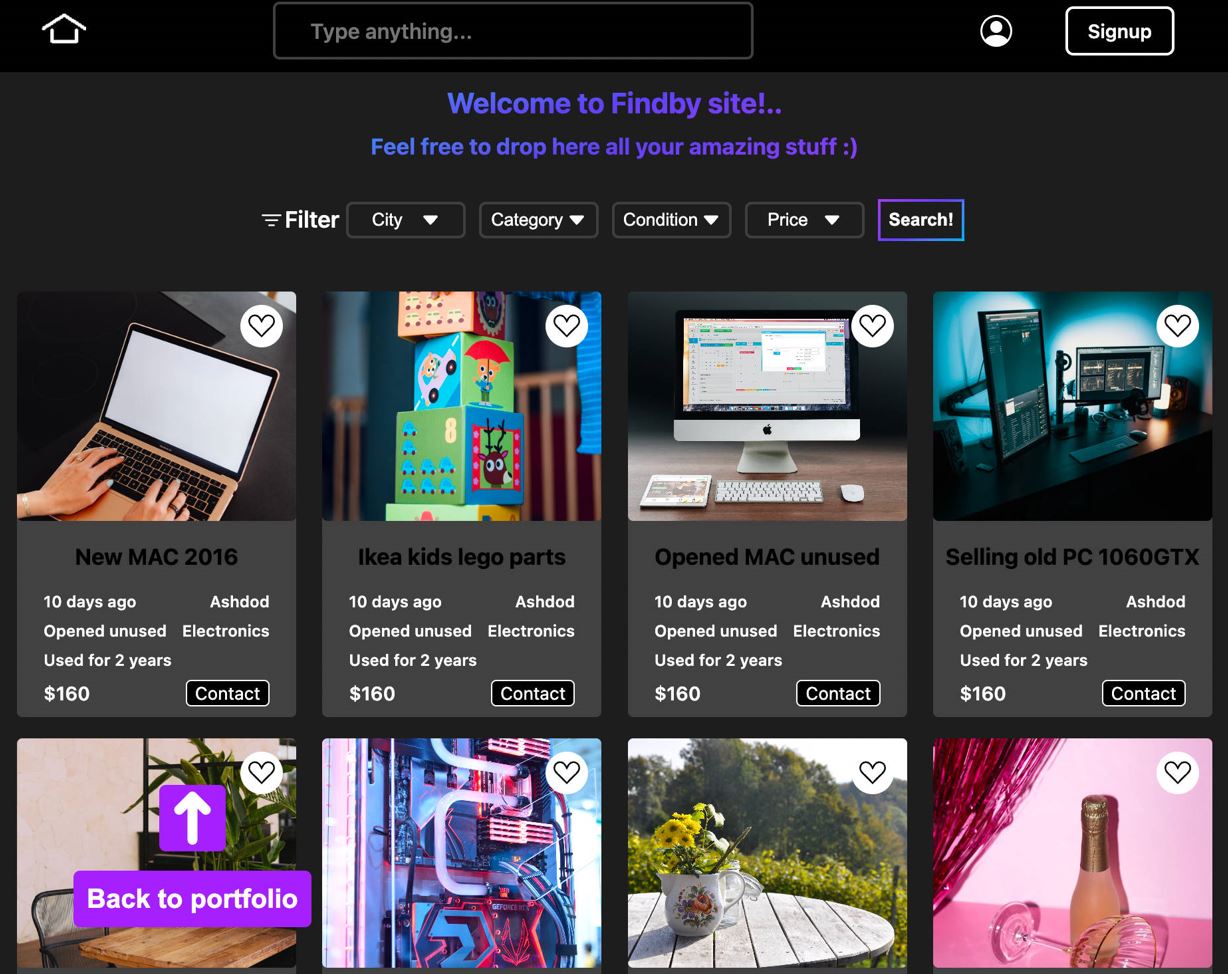 Type anything...
Signup
Welcome to Findby site!..
Feel free to drop here all your amazing stuff :)
Filter City Category Condition Price Search!
8
New MAC 2016
10 days ago Ashdod
Opened unused Electronics
Used for 2 years
$160 Contact
Ikea kids lego parts
10 days ago Ashdod
Opened unused Electronics
Used for 2 years
$160 Contact
Opened MAC unused
10 days ago Ashdod
Opened unused Electronics
Used for 2 years
$160 Contact
Selling old PC 1060GTX
10 days ago Ashdod
Opened unused Electronics
Used for 2 years
$160 Contact
Back to portfolio